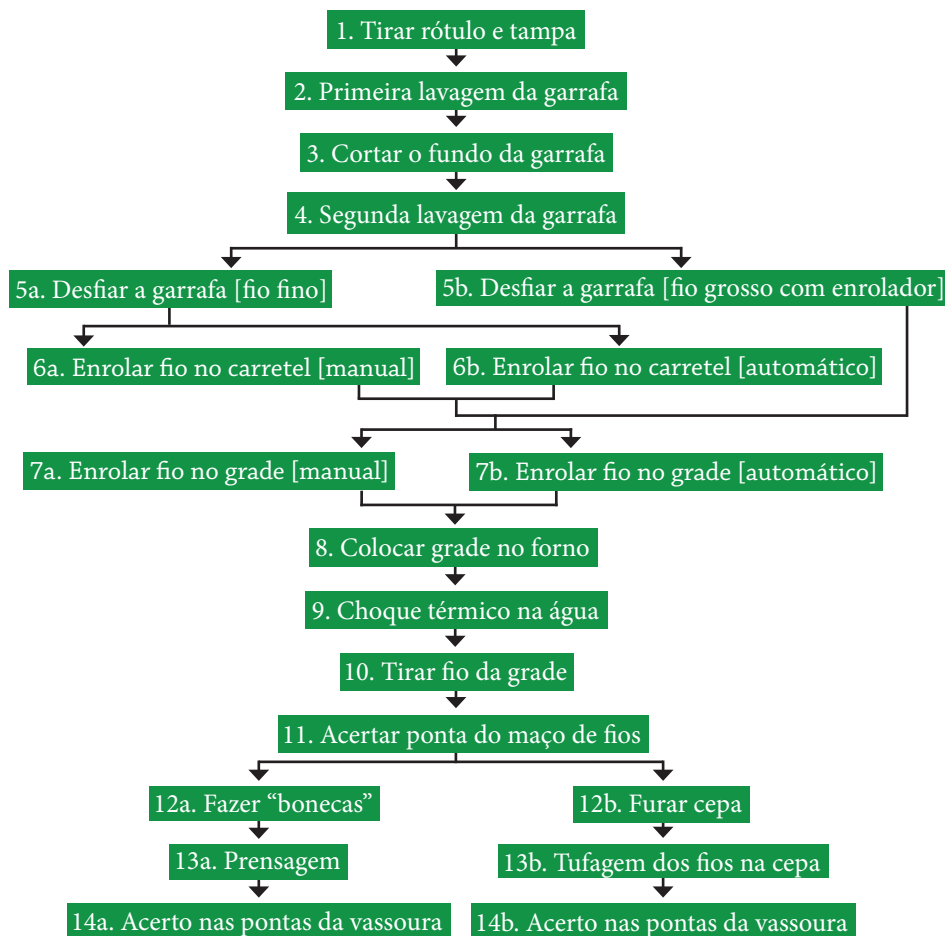 1. Tirar rótulo e tampa
2. Primeira lavagem da garrafa
3. Cortar o fundo da garrafa
4. Segunda lavagem da garrafa
5a. Desfiar a garrafa [fio fino]
5b. Desfiar a garrafa [fio grosso com enrolador]
6a. Enrolar fio no carretel [manual]
6b. Enrolar fio no carretel [automático]
7a. Enrolar fio no grade [manual]
7b. Enrolar fio no grade [automático]
8. Colocar grade no forno
9. Choque térmico na água
10. Tirar fio da grade
11. Acertar ponta do maço de fios
12a. Fazer “bonecas”
12b. Furar cepa
13a. Prensagem
13b. Tufagem dos fios na cepa
14a. Acerto nas pontas da vassoura
14b. Acerto nas pontas da vassoura